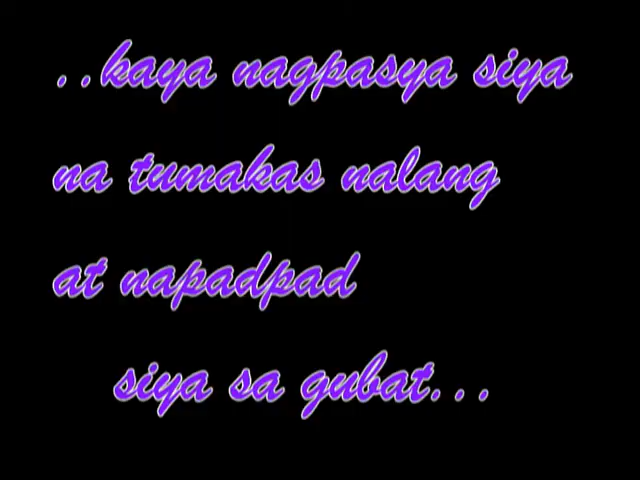 ..kaya nagpasya siya
na tumakas nalang
at napadpad
siya sa gubat...